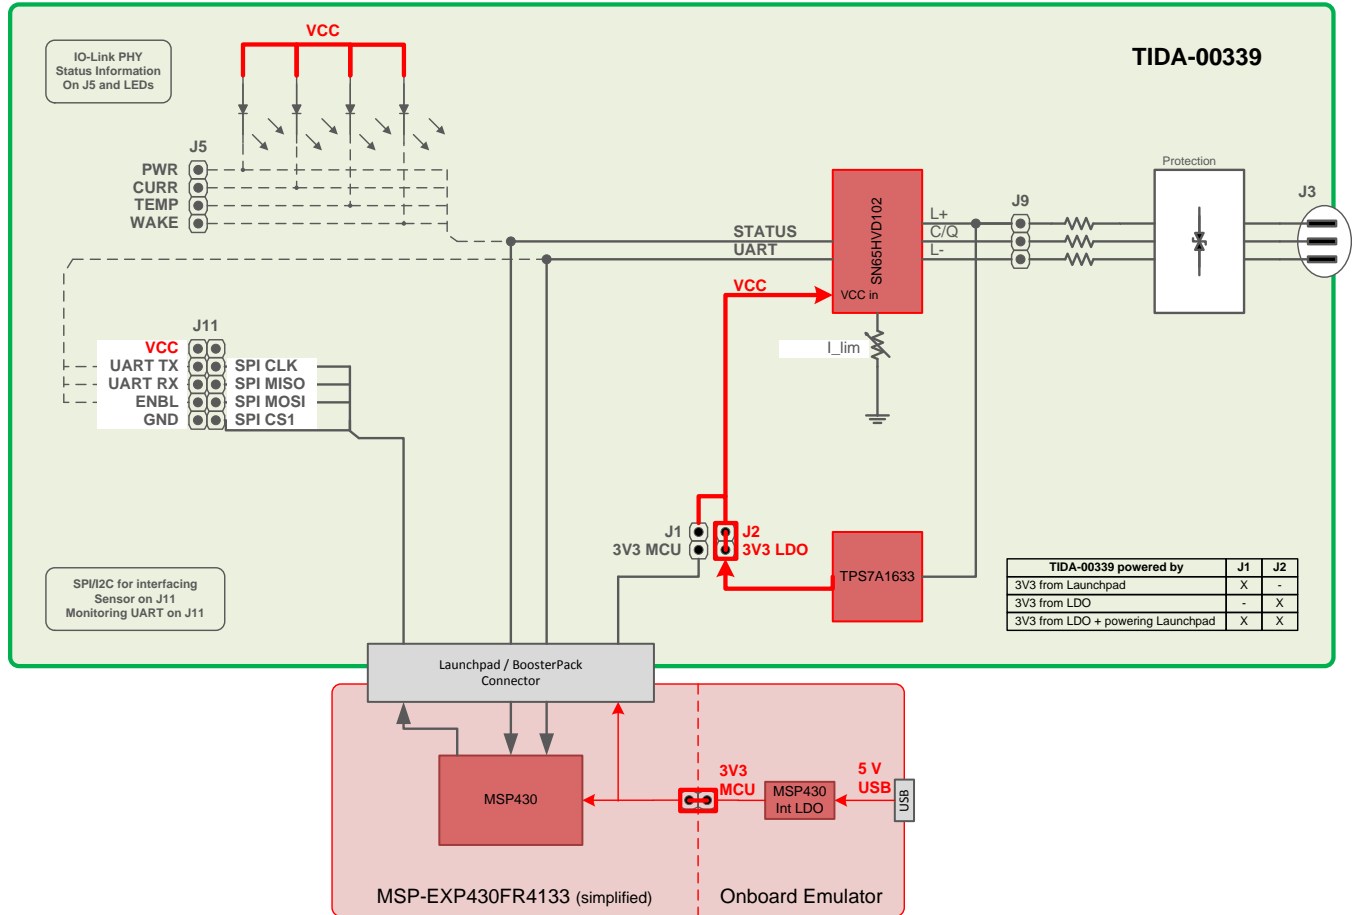 VCC
TIDA-00339
IO-Link PHY
Status Information
On J5 and LEDs
J5
PWR
CURR
TEMP
WAKE
Protection
J3
J9
L+
C/Q
L-
STATUS
UART
SN65HVD102
VCC
VCC in
I_lim
J11
VCC
UART TX SPI CLK
UART RX SPI MISO
ENBL SPI MOSI
GND SPI CS1
J1 J2
3V3 MCU 3V3 LDO
TPS7A1633
TIDA-00339 powered by J1 J2
3V3 from Launchpad X -
3V3 from LDO - X
3V3 from LDO + powering Launchpad X X
SPI/I2C for interfacing
Sensor on J11
Monitoring UART on J11
Launchpad / BoosterPack
Connector
MSP430
3V3
MCU
MSP430
Int LDO
5 V
USB
USB
MSP-EXP430FR4133 (simplified)
Onboard Emulator